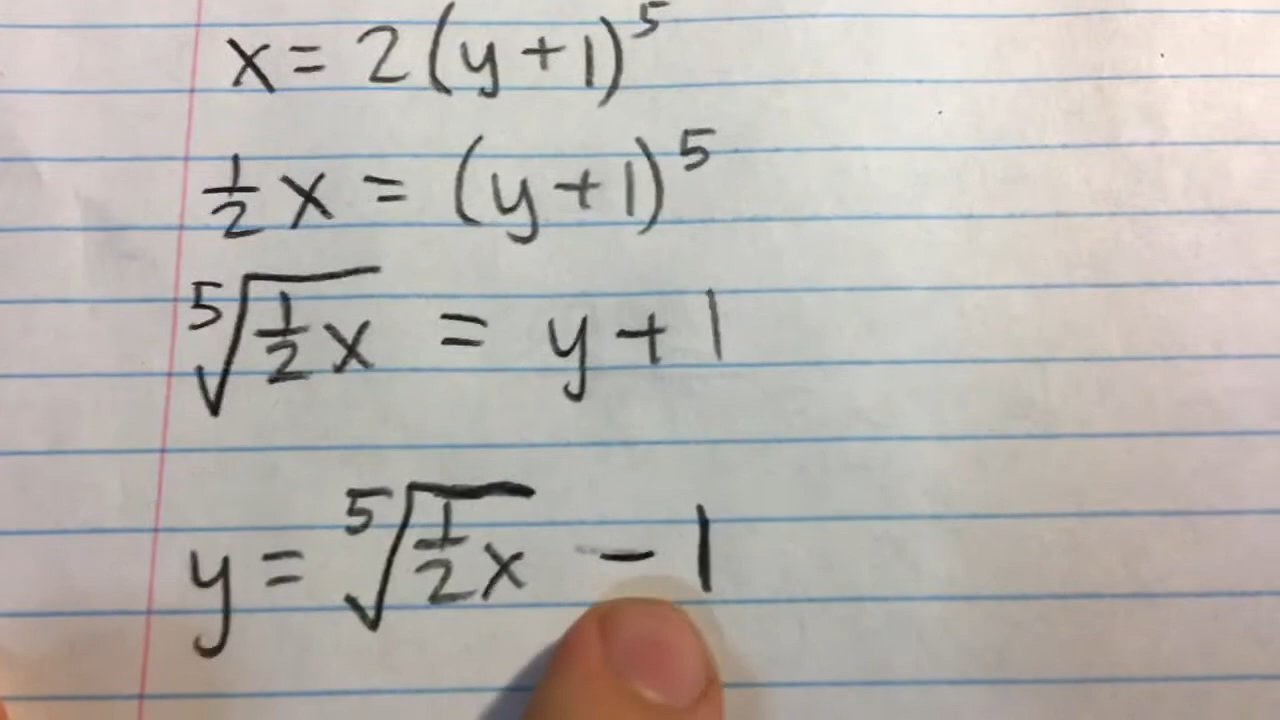 x = 2(y+1)⁵
½x = (y+1)⁵
⁵√(½x) = y + 1
y = ⁵√(½x) - 1